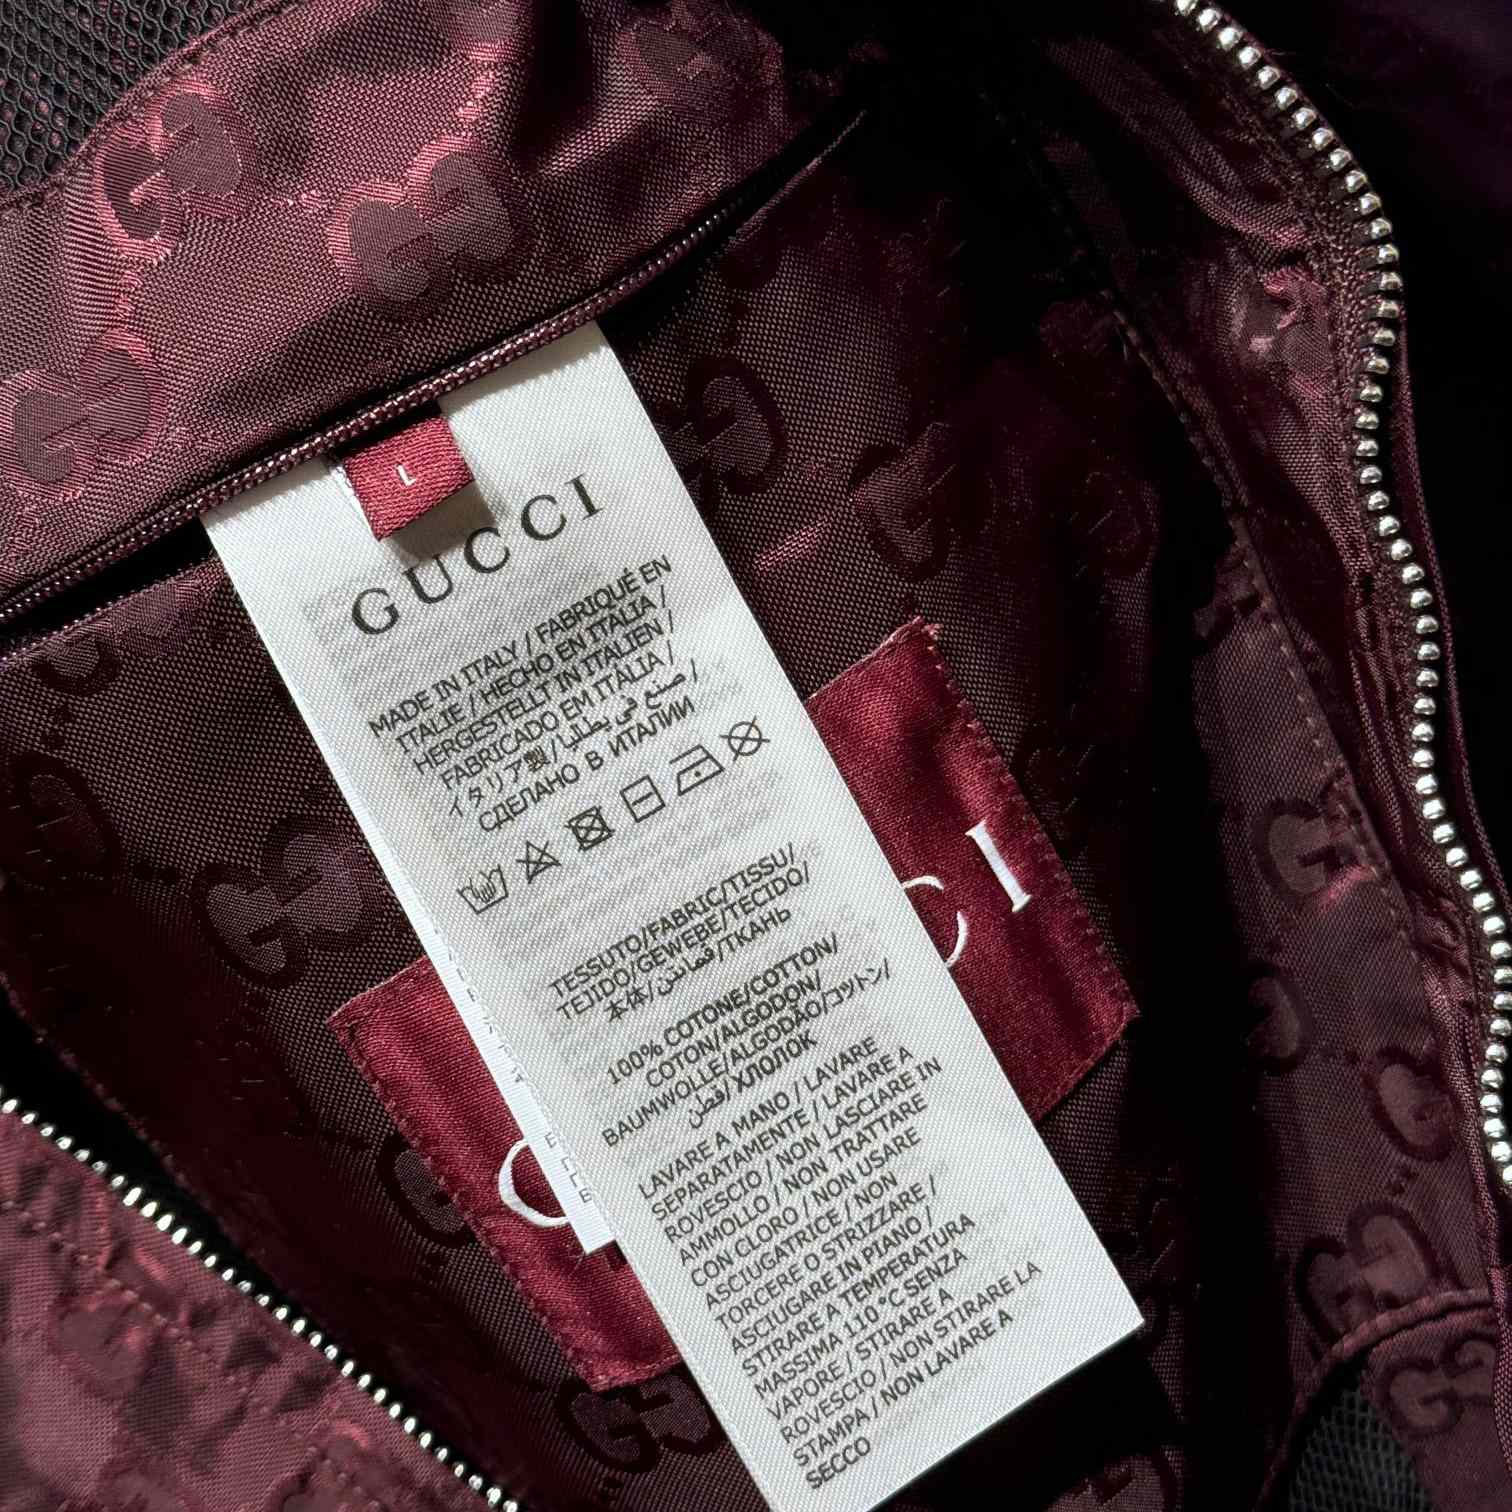 L
GUCCI
MADE IN ITALY / FABRIQUÉ EN
ITALIE / HECHO EN ITALIA /
HERGESTELLT IN ITALIEN /
FABRICADO EM ITÁLIA /
イタリア製 / صنع في إيطاليا /
СДЕЛАНО В ИТАЛИИ
TESSUTO/FABRIC/TISSU/
TEJIDO/GEWEBE/TECIDO/
本体/قماش/ТКАНЬ
100% COTONE/COTTON/
COTON/ALGODON/
BAUMWOLLE/ALGODÃO/コットン/
قطن/ХЛОПОК
LAVARE A MANO / LAVARE
SEPARATAMENTE / LAVARE A
ROVESCIO / NON LASCIARE IN
AMMOLLO / NON TRATTARE
CON CLORO / NON USARE
ASCIUGATRICE / NON
TORCERE O STRIZZARE /
ASCIUGARE IN PIANO /
STIRARE A TEMPERATURA
MASSIMA 110°C SENZA
VAPORE / STIRARE A
ROVESCIO / NON STIRARE LA
STAMPA / NON LAVARE A
SECCO